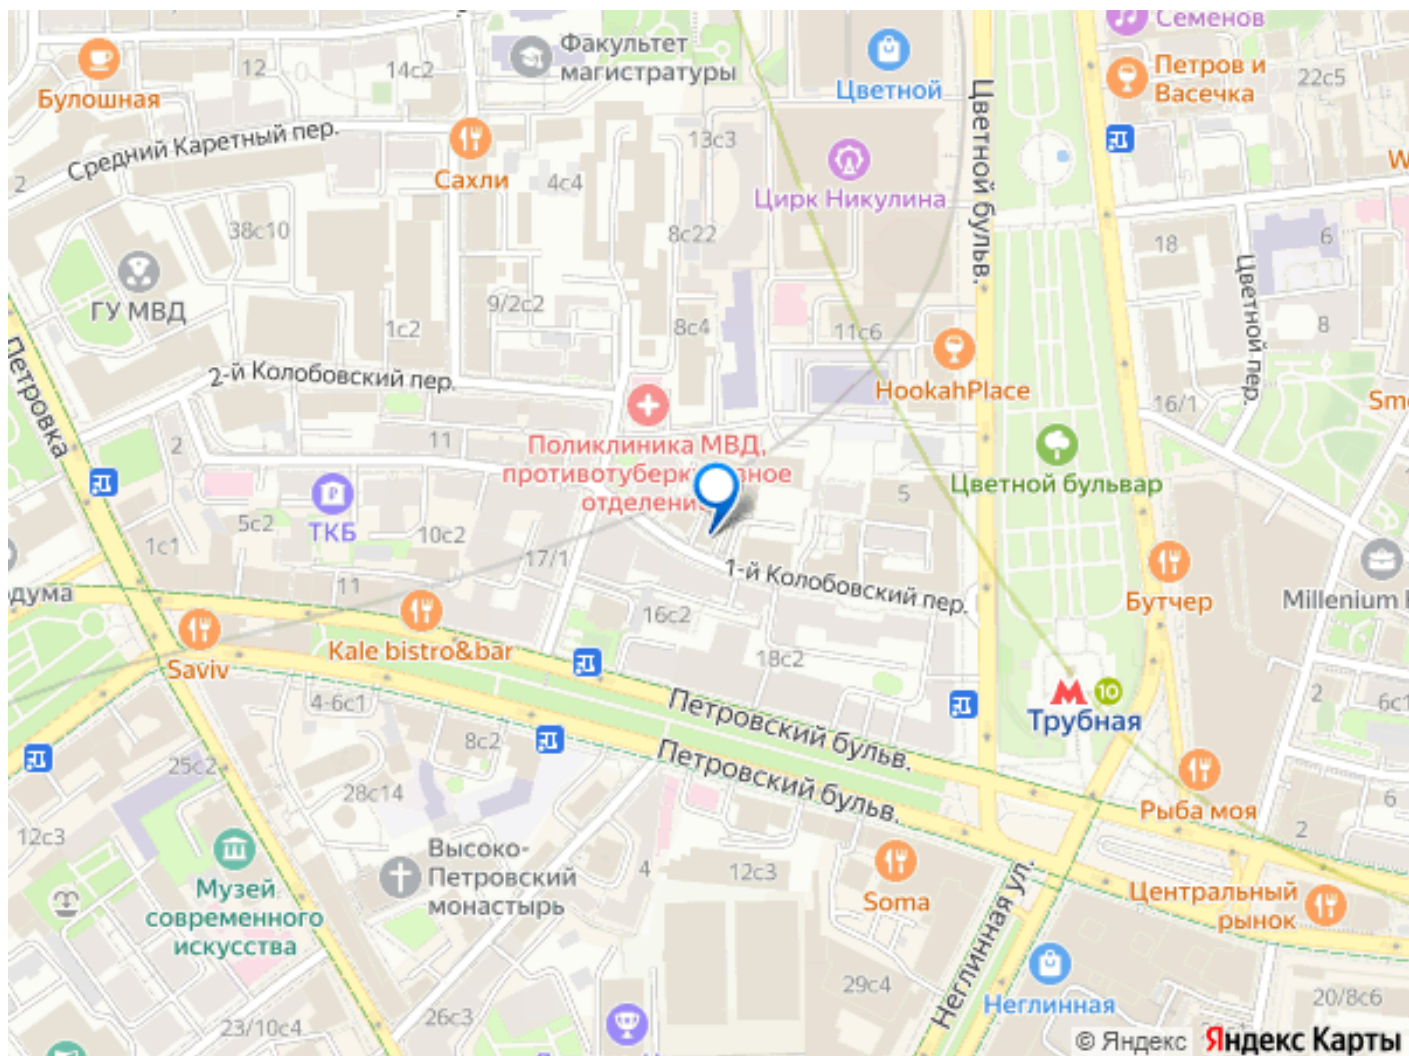 Семенов
Факультет
магистратуры
Цветной
Петров и
Васечка
22с5
12
14с2
Булошная
Средний Каретный пер.
Сахли
13с3
4с4
Цирк Никулина
Цветной бульв.
2
38с10
8с22
18
6
Цветной пер.
ГУ МВД
9/2с2
1с2
8с4
11с6
8
HookahPlace
Петровка
2-й Колобовский пер.
16/1
2
11
Поликлиника МВД,
отделени
Цветной бульвар
5
ТКБ
5с2
10с2
1с1
17/1
1-й Колобовский пер.
11
16с2
Бутчер
Kale bistro&bar
Saviv
18с2
4-6с1
Петровский бульв.
Трубная
10
2
8с2
Петровский бульв.
25с2
28с14
Рыба моя
6
2
12с3
Высоко-
Петровский
монастырь
4
12с3
Soma
Музей
современного
искусства
Неглинная ул.
Центральный
рынок
29с4
Неглинная
20/8с6
23/10с4
26с3
© Яндекс Яндекс Карты